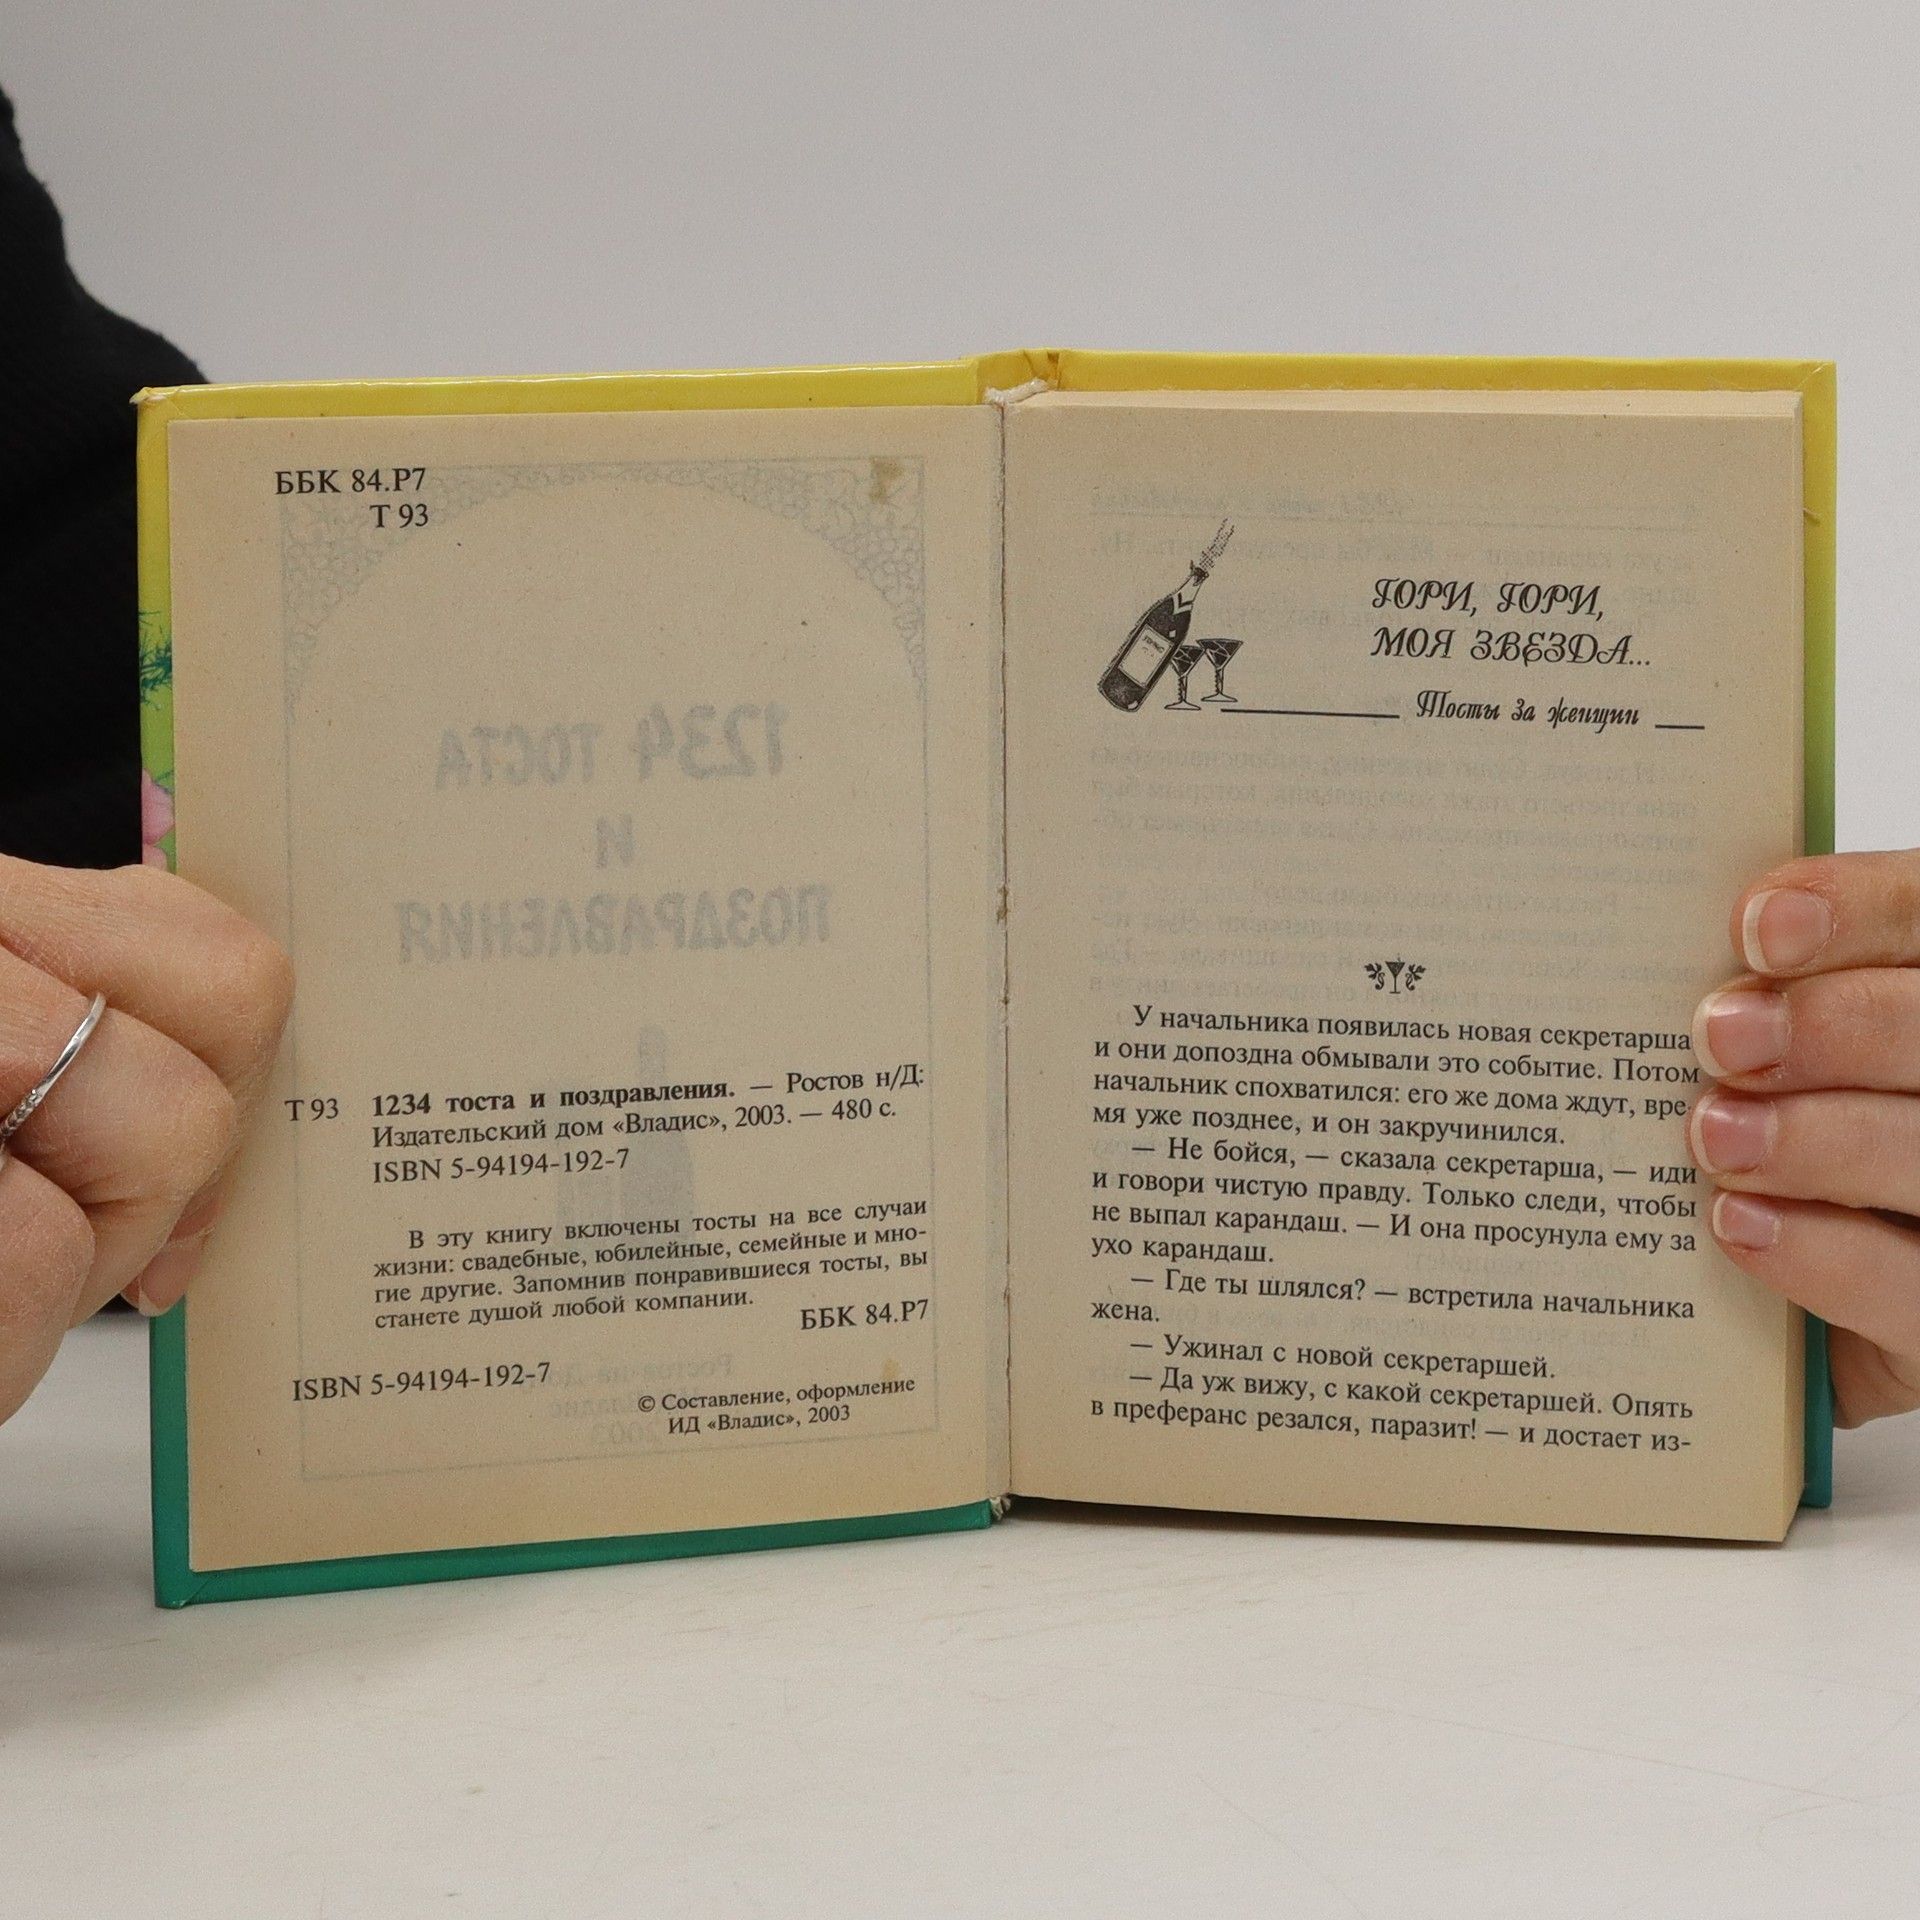 ББК 84.Р7
Т 93
Т 93 1234 тоста и поздравления. — Ростов н/Д:
Издательский дом «Владис», 2003. — 480 с.
ISBN 5-94194-192-7
В эту книгу включены тосты на все случаи
жизни: свадебные, юбилейные, семейные и мно-
гие другие. Запомнив понравившиеся тосты, вы
станете душой любой компании.
ББК 84.Р7
ISBN 5-94194-192-7
© Составление, оформление
ИД «Владис», 2003
ГОРИ, ГОРИ,
МОЯ ЗВЕЗДА...
Тосты за женщин
У начальника появилась новая секретарша
и они допоздна обмывали это событие. Потом
начальник спохватился: его же дома ждут, вре-
мя уже позднее, и он закручинился.
— Не бойся, — сказала секретарша, — иди
и говори чистую правду. Только следи, чтобы
не выпал карандаш. — И она просунула ему за
ухо карандаш.
— Где ты шлялся? — встретила начальника
жена.
— Ужинал с новой секретаршей.
— Да уж вижу, с какой секретаршей. Опять
в преферанс резался, паразит! — и достает из-